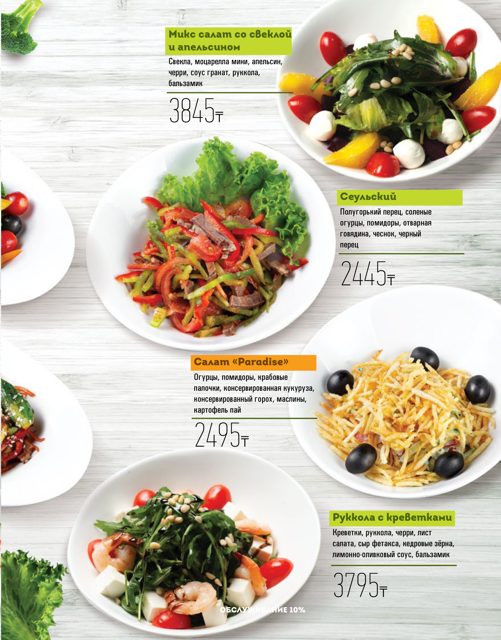 Микс салат со свеклой
и апельсином
Свекла, моцарелла мини, апельсин,
черри, соус гранат, руккола,
бальзамик
3845₸
Сеульский
Полугорький перец, соленые
огурцы, помидоры, отварная
говядина, чеснок, черный
перец
2445₸
Салат «Paradise»
Огурцы, помидоры, крабовые
палочки, консервированная кукуруза,
консервированный горох, маслины,
картофель пай
2495₸
Руккола с креветками
Креветки, руккола, черри, лист
салата, сыр фетакса, кедровые зёрна,
лимонно-оливковый соус, бальзамик
3795₸
ОБСЛУЖИВАНИЕ 10%